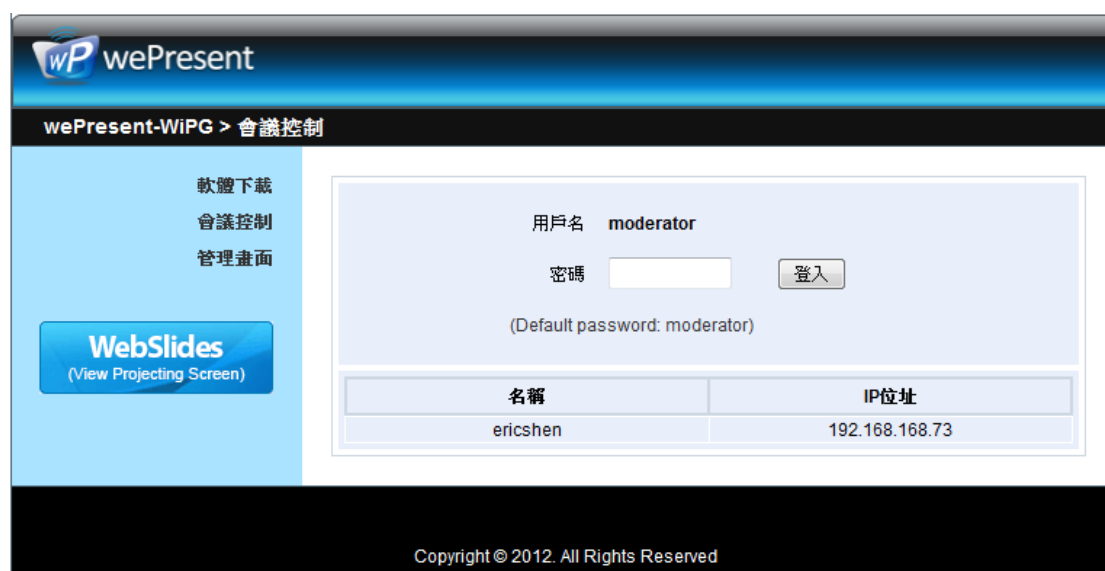 wP wePresent
wePresent-WiPG > 會議控制
軟體下載
會議控制
管理畫面
WebSlides
(View Projecting Screen)
用戶名 moderator
密碼 登入
(Default password: moderator)
名稱 IP位址
ericshen 192.168.168.73
Copyright © 2012. All Rights Reserved